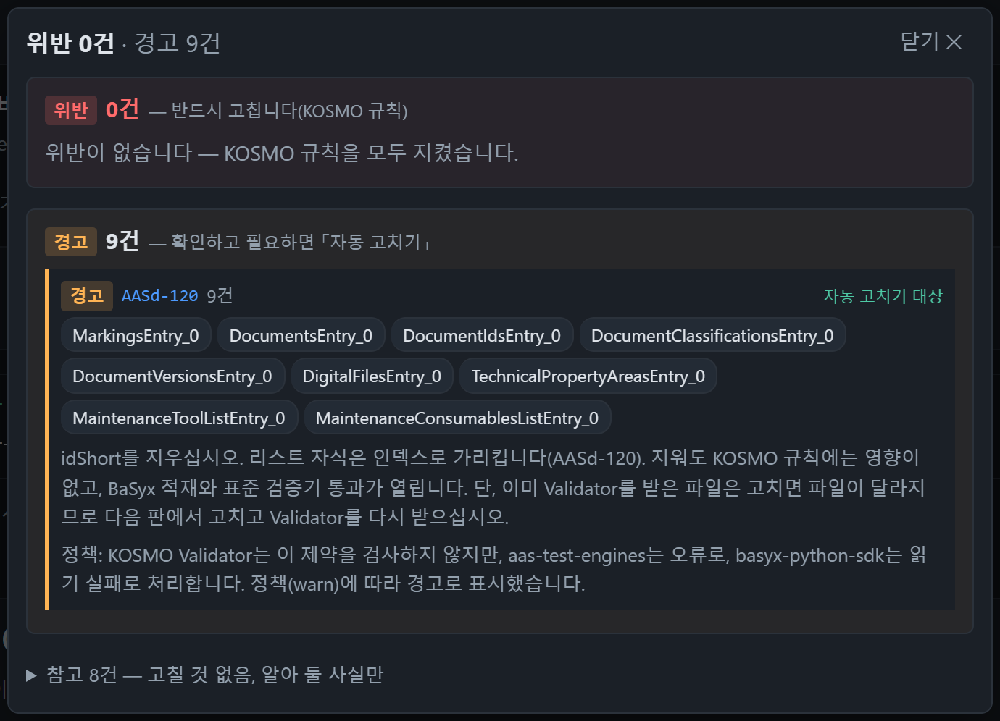 위반 0건 · 경고 9건
닫기 ×
위반 0건 — 반드시 고칩니다(KOSMO 규칙)
위반이 없습니다 — KOSMO 규칙을 모두 지켰습니다.
경고 9건 — 확인하고 필요하면 「자동 고치기」
경고 AASd-120 9건
자동 고치기 대상
MarkingsEntry_0 DocumentsEntry_0 DocumentIdsEntry_0 DocumentClassificationsEntry_0
DocumentVersionsEntry_0 DigitalFilesEntry_0 TechnicalPropertyAreasEntry_0
MaintenanceToolListEntry_0 MaintenanceConsumablesListEntry_0
idShort를 지우십시오. 리스트 자식은 인덱스로 가리킵니다(AASd-120). 지워도 KOSMO 규칙에는 영향이
없고, BaSyx 적재와 표준 검증기 통과가 열립니다. 단, 이미 Validator를 받은 파일은 고치면 파일이 달라지
므로 다음 판에서 고치고 Validator를 다시 받으십시오.
정책: KOSMO Validator는 이 제약을 검사하지 않지만, aas-test-engines는 오류로, basyx-python-sdk는 읽
기 실패로 처리합니다. 정책(warn)에 따라 경고로 표시했습니다.
▶ 참고 8건 — 고칠 것 없음, 알아 둘 사실만